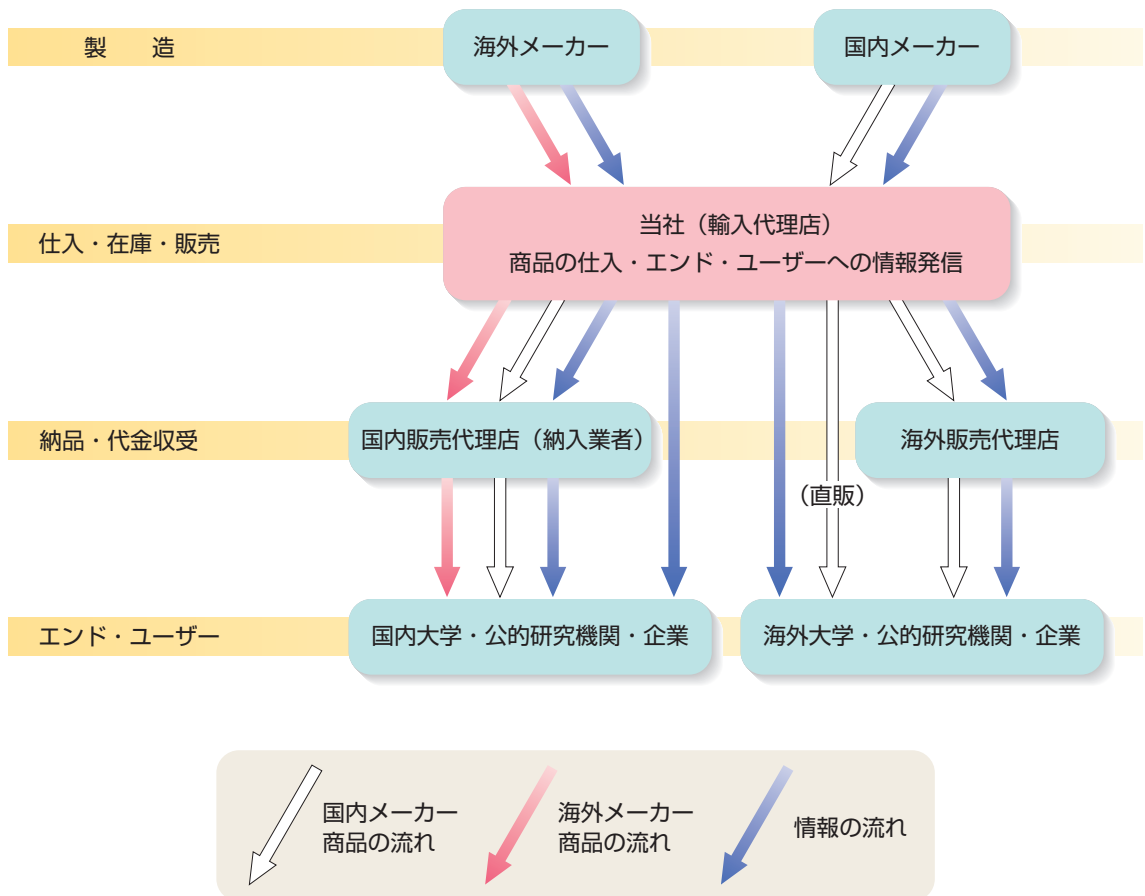 製　造
海外メーカー
国内メーカー
仕入・在庫・販売
当社（輸入代理店）
商品の仕入・エンド・ユーザーへの情報発信
納品・代金収受
国内販売代理店（納入業者）
海外販売代理店
（直販）
エンド・ユーザー
国内大学・公的研究機関・企業
海外大学・公的研究機関・企業
国内メーカー
商品の流れ
海外メーカー
商品の流れ
情報の流れ